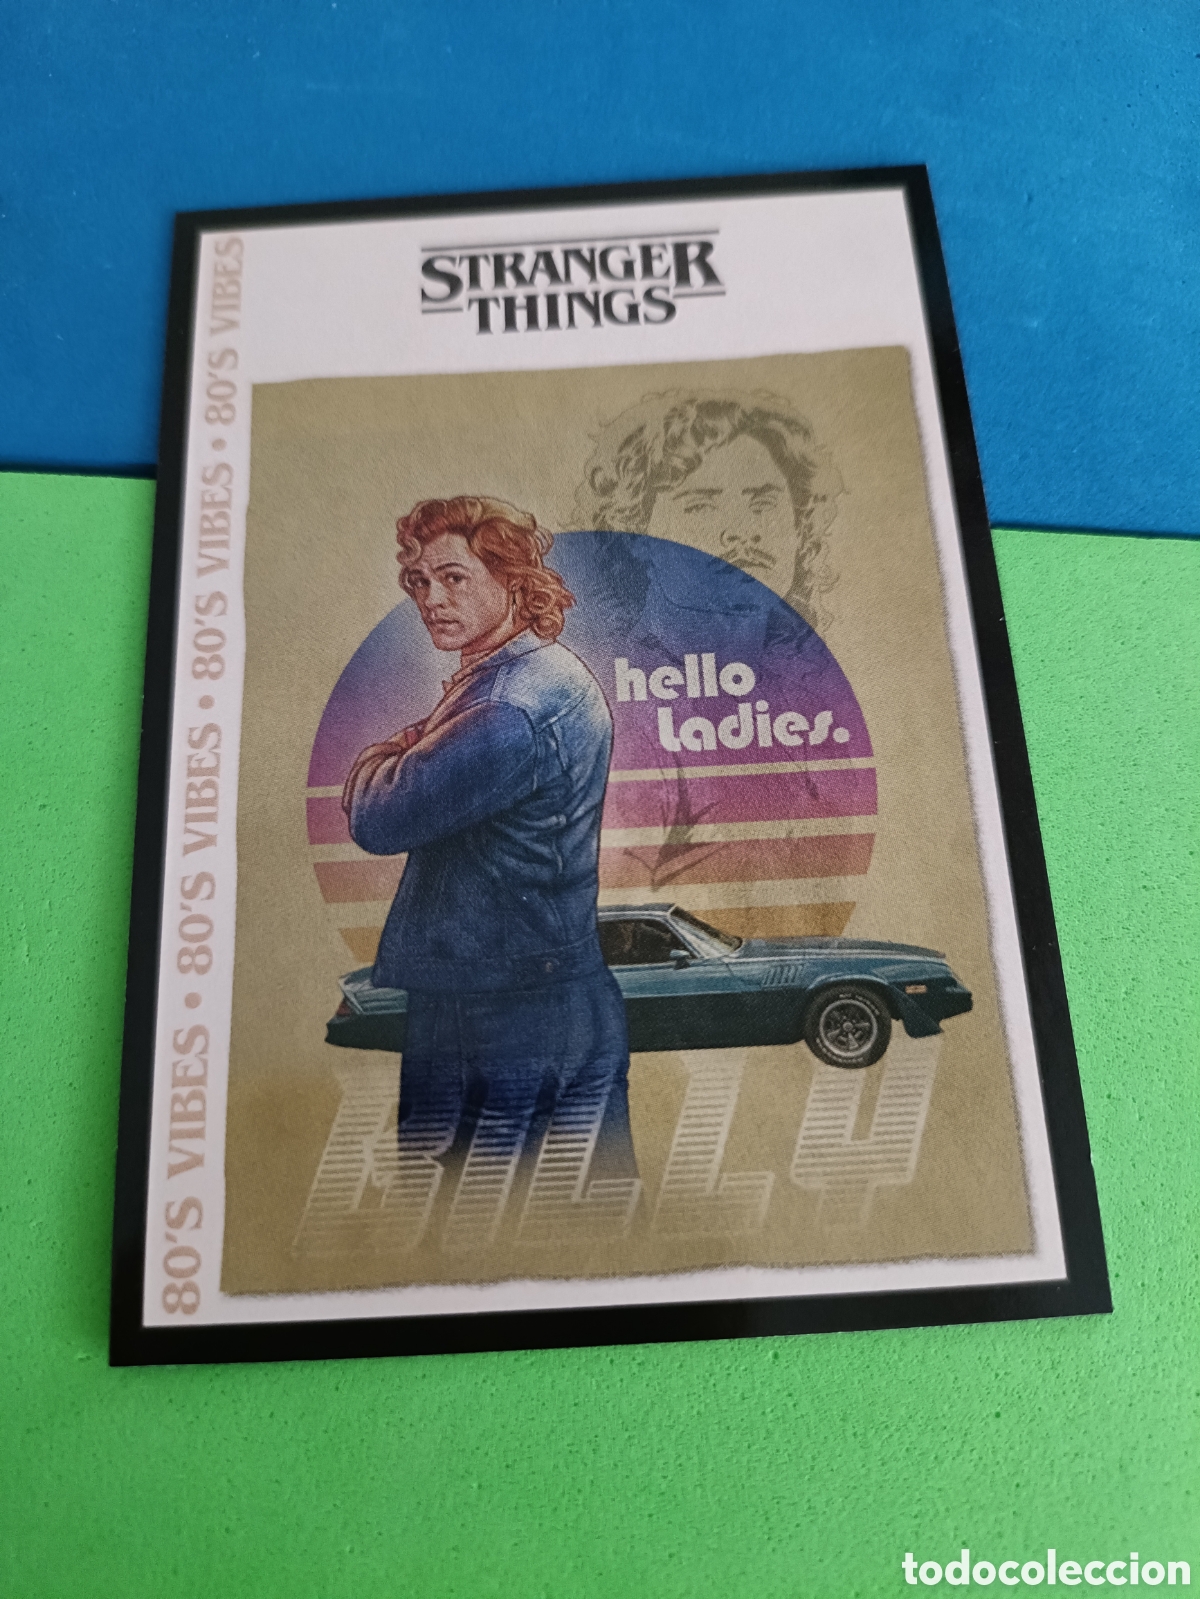 STRANGER
THINGS
80'S VIBES • 80'S VIBES • 80'S VIBES • 80'S VIBES
hello
Ladies.
BILLY
todocoleccion